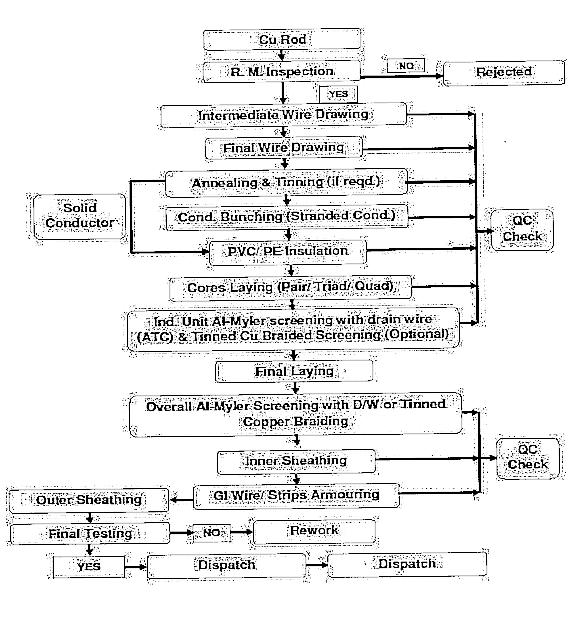 Cu Rod
R. M. Inspection
NO
Rejected
YES
Intermediate Wire Drawing
Final Wire Drawing
Annealing & Tinning (if reqd.)
Solid
Conductor
Cond. Bunching (Stranded Cond.)
QC
Check
PVC/ PE Insulation
Cores Laying (Pair/ Triad/ Quad)
Ind. Unit Al-Myler screening with drain wire
(ATC) & Tinned Cu Braided Screening (Optional)
Final Laying
Overall Al-Myler Screening with D/W or Tinned
Copper Braiding
QC
Check
Inner Sheathing
GI Wire/ Strips Armouring
Outer Sheathing
Final Testing
NO
Rework
YES
Dispatch
Dispatch